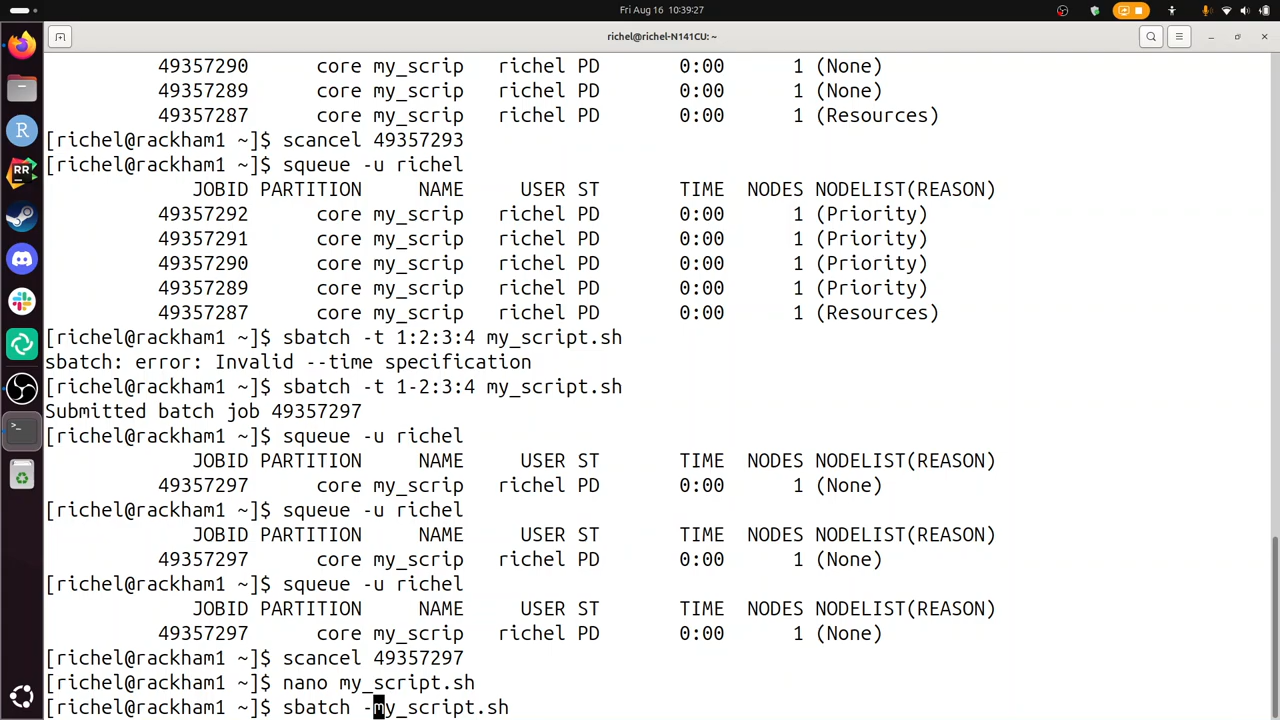 Fri Aug 16 10:39:27
richel@richel-N141CU: ~
49357290 core my_scrip richel PD 0:00 1 (None)
49357289 core my_scrip richel PD 0:00 1 (None)
49357287 core my_scrip richel PD 0:00 1 (Resources)
[richel@rackham1 ~]$ scancel 49357293
[richel@rackham1 ~]$ squeue -u richel
JOBID PARTITION NAME USER ST TIME NODES NODELIST(REASON)
49357292 core my_scrip richel PD 0:00 1 (Priority)
49357291 core my_scrip richel PD 0:00 1 (Priority)
49357290 core my_scrip richel PD 0:00 1 (Priority)
49357289 core my_scrip richel PD 0:00 1 (Priority)
49357287 core my_scrip richel PD 0:00 1 (Resources)
[richel@rackham1 ~]$ sbatch -t 1:2:3:4 my_script.sh
sbatch: error: Invalid --time specification
[richel@rackham1 ~]$ sbatch -t 1-2:3:4 my_script.sh
Submitted batch job 49357297
[richel@rackham1 ~]$ squeue -u richel
JOBID PARTITION NAME USER ST TIME NODES NODELIST(REASON)
49357297 core my_scrip richel PD 0:00 1 (None)
[richel@rackham1 ~]$ squeue -u richel
JOBID PARTITION NAME USER ST TIME NODES NODELIST(REASON)
49357297 core my_scrip richel PD 0:00 1 (None)
[richel@rackham1 ~]$ squeue -u richel
JOBID PARTITION NAME USER ST TIME NODES NODELIST(REASON)
49357297 core my_scrip richel PD 0:00 1 (None)
[richel@rackham1 ~]$ scancel 49357297
[richel@rackham1 ~]$ nano my_script.sh
[richel@rackham1 ~]$ sbatch -my_script.sh
R
RR
>_